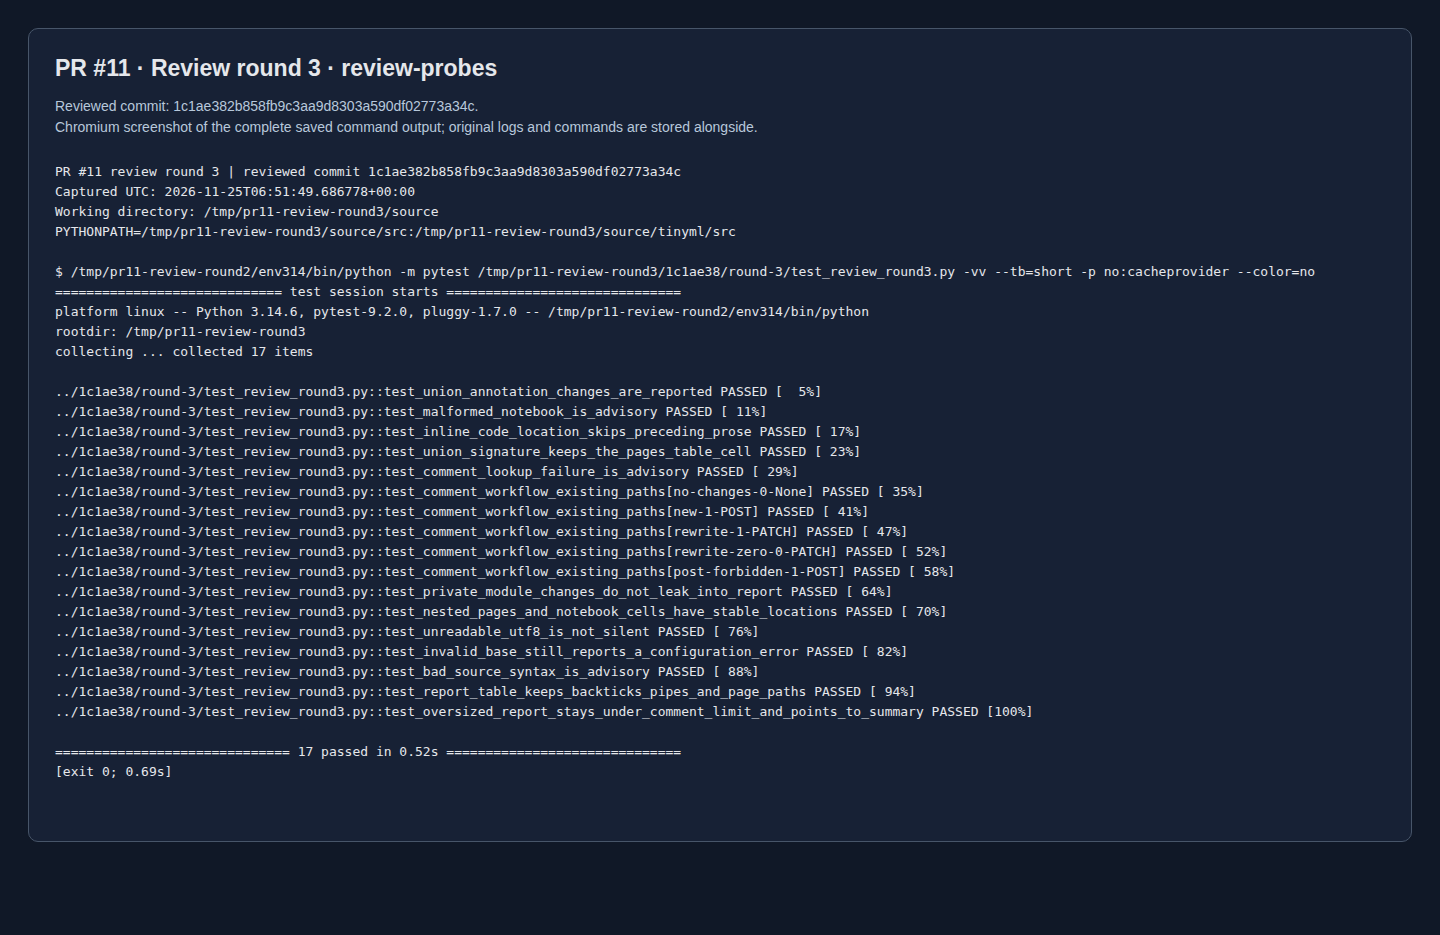 PR #11 · Review round 3 · review-probes
Reviewed commit: 1c1ae382b858fb9c3aa9d8303a590df02773a34c.
Chromium screenshot of the complete saved command output; original logs and commands are stored alongside.
PR #11 review round 3 | reviewed commit 1c1ae382b858fb9c3aa9d8303a590df02773a34c
Captured UTC: 2026-11-25T06:51:49.686778+00:00
Working directory: /tmp/pr11-review-round3/source
PYTHONPATH=/tmp/pr11-review-round3/source/src:/tmp/pr11-review-round3/source/tinyml/src
$ /tmp/pr11-review-round2/env314/bin/python -m pytest /tmp/pr11-review-round3/1c1ae38/round-3/test_review_round3.py -vv --tb=short -p no:cacheprovider --color=no
============================= test session starts ==============================
platform linux -- Python 3.14.6, pytest-9.2.0, pluggy-1.7.0 -- /tmp/pr11-review-round2/env314/bin/python
rootdir: /tmp/pr11-review-round3
collecting ... collected 17 items
../1c1ae38/round-3/test_review_round3.py::test_union_annotation_changes_are_reported PASSED [  5%]
../1c1ae38/round-3/test_review_round3.py::test_malformed_notebook_is_advisory PASSED [ 11%]
../1c1ae38/round-3/test_review_round3.py::test_inline_code_location_skips_preceding_prose PASSED [ 17%]
../1c1ae38/round-3/test_review_round3.py::test_union_signature_keeps_the_pages_table_cell PASSED [ 23%]
../1c1ae38/round-3/test_review_round3.py::test_comment_lookup_failure_is_advisory PASSED [ 29%]
../1c1ae38/round-3/test_review_round3.py::test_comment_workflow_existing_paths[no-changes-0-None] PASSED [ 35%]
../1c1ae38/round-3/test_review_round3.py::test_comment_workflow_existing_paths[new-1-POST] PASSED [ 41%]
../1c1ae38/round-3/test_review_round3.py::test_comment_workflow_existing_paths[rewrite-1-PATCH] PASSED [ 47%]
../1c1ae38/round-3/test_review_round3.py::test_comment_workflow_existing_paths[rewrite-zero-0-PATCH] PASSED [ 52%]
../1c1ae38/round-3/test_review_round3.py::test_comment_workflow_existing_paths[post-forbidden-1-POST] PASSED [ 58%]
../1c1ae38/round-3/test_review_round3.py::test_private_module_changes_do_not_leak_into_report PASSED [ 64%]
../1c1ae38/round-3/test_review_round3.py::test_nested_pages_and_notebook_cells_have_stable_locations PASSED [ 70%]
../1c1ae38/round-3/test_review_round3.py::test_unreadable_utf8_is_not_silent PASSED [ 76%]
../1c1ae38/round-3/test_review_round3.py::test_invalid_base_still_reports_a_configuration_error PASSED [ 82%]
../1c1ae38/round-3/test_review_round3.py::test_bad_source_syntax_is_advisory PASSED [ 88%]
../1c1ae38/round-3/test_review_round3.py::test_report_table_keeps_backticks_pipes_and_page_paths PASSED [ 94%]
../1c1ae38/round-3/test_review_round3.py::test_oversized_report_stays_under_comment_limit_and_points_to_summary PASSED [100%]
============================== 17 passed in 0.52s ==============================
[exit 0; 0.69s]